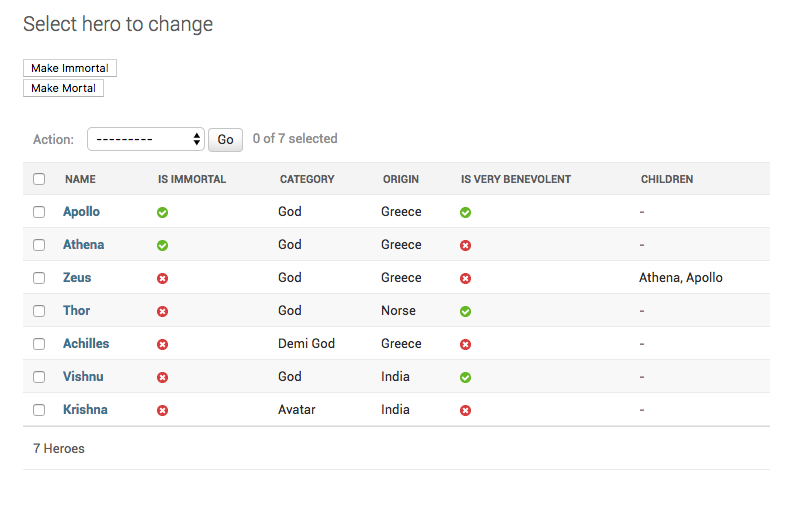 Select hero to change
Make Immortal
Make Mortal
Action: --------- Go 0 of 7 selected
NAME IS IMMORTAL CATEGORY ORIGIN IS VERY BENEVOLENT CHILDREN
Apollo God Greece -
Athena God Greece -
Zeus God Greece Athena, Apollo
Thor God Norse -
Achilles Demi God Greece -
Vishnu God India -
Krishna Avatar India -
7 Heroes